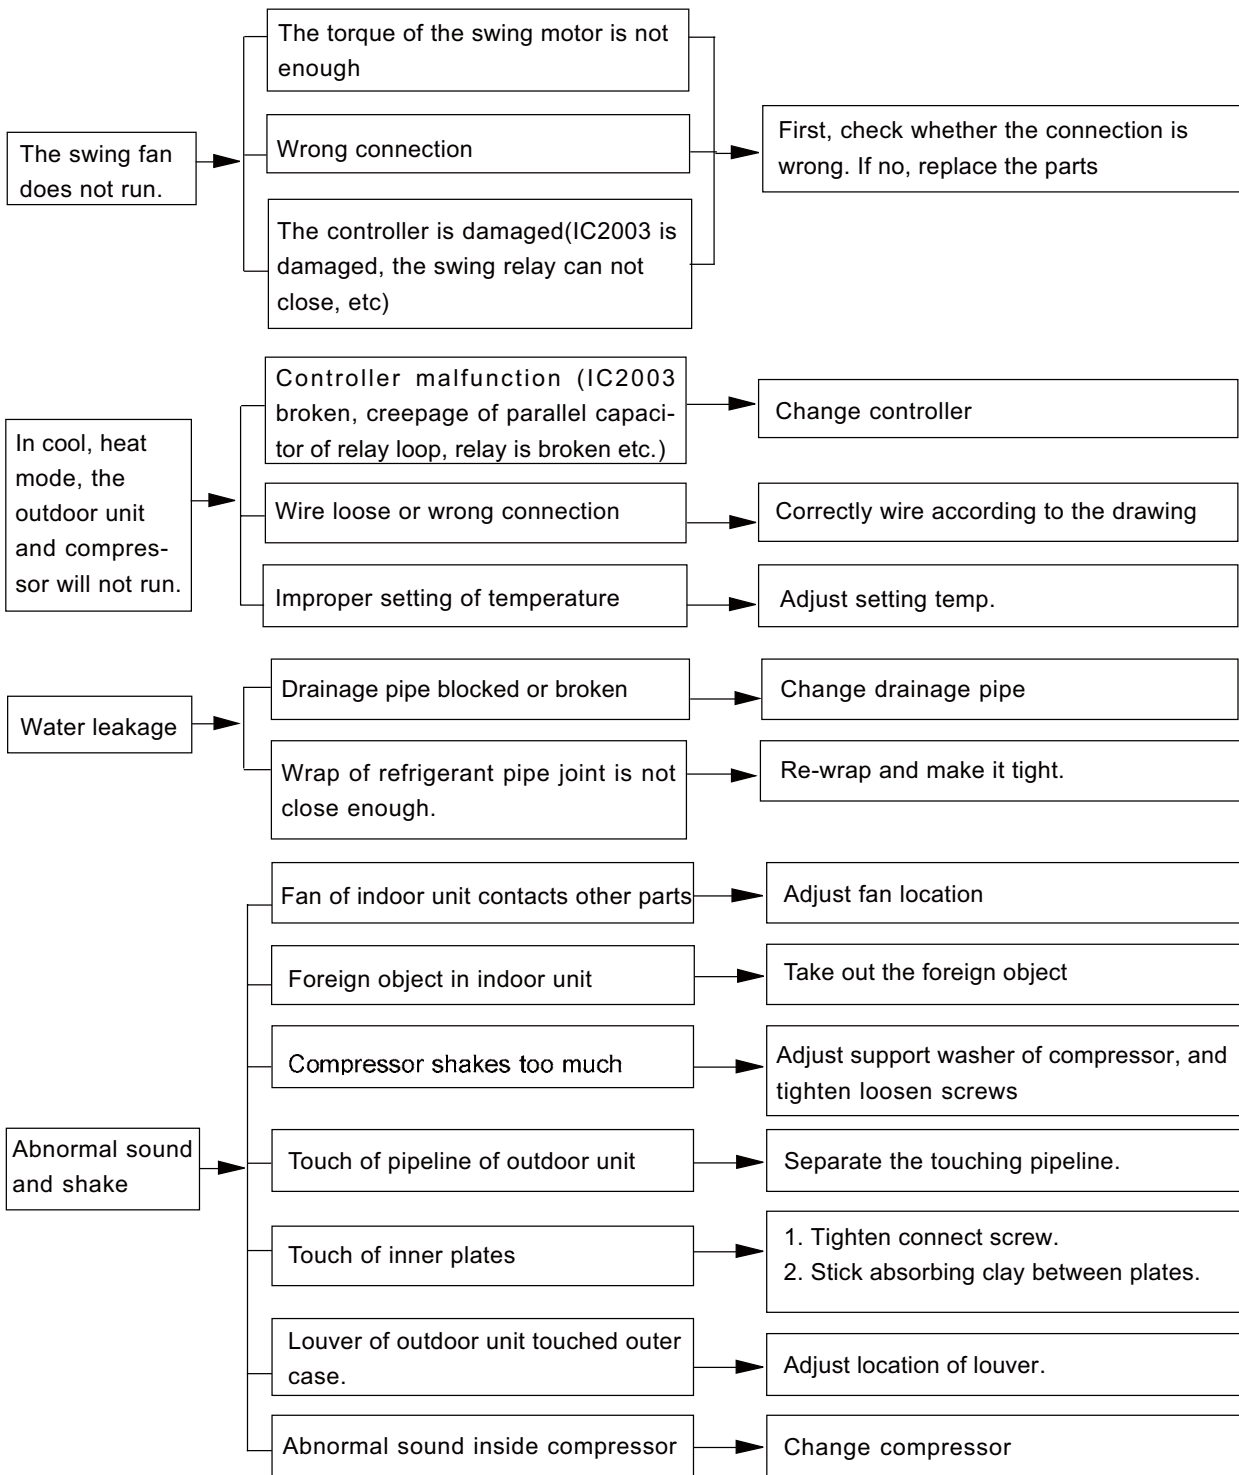 The swing fan
does not run.
The torque of the swing motor is not
enough
Wrong connection
The controller is damaged(IC2003 is
damaged, the swing relay can not
close, etc)
First, check whether the connection is
wrong. If no, replace the parts
In cool, heat
mode, the
outdoor unit
and compres-
sor will not run.
Controller malfunction (IC2003
broken, creepage of parallel capaci-
tor of relay loop, relay is broken etc.)
Change controller
Wire loose or wrong connection
Correctly wire according to the drawing
Improper setting of temperature
Adjust setting temp.
Water leakage
Drainage pipe blocked or broken
Change drainage pipe
Wrap of refrigerant pipe joint is not
close enough.
Re-wrap and make it tight.
Abnormal sound
and shake
Fan of indoor unit contacts other parts
Adjust fan location
Foreign object in indoor unit
Take out the foreign object
Compressor shakes too much
Adjust support washer of compressor, and
tighten loosen screws
Touch of pipeline of outdoor unit
Separate the touching pipeline.
Touch of inner plates
1. Tighten connect screw.
2. Stick absorbing clay between plates.
Louver of outdoor unit touched outer
case.
Adjust location of louver.
Abnormal sound inside compressor
Change compressor